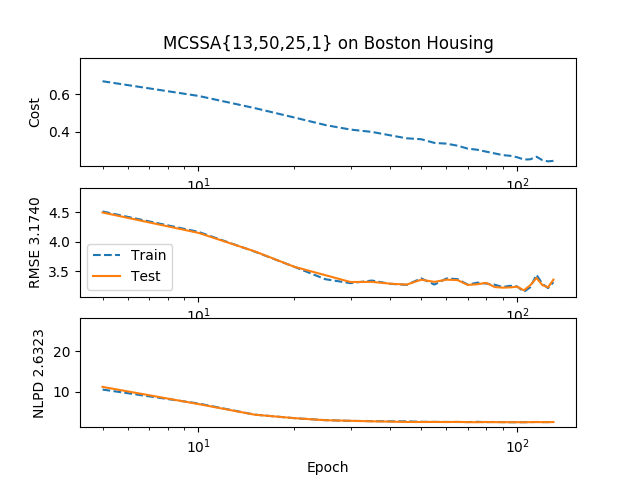 MCSSA{13,50,25,1} on Boston Housing
Cost
0.6
0.4
10¹
10²
RMSE 3.1740
4.5
4.0
3.5
Train
Test
10¹
10²
NLPD 2.6323
20
10
10¹
10²
Epoch